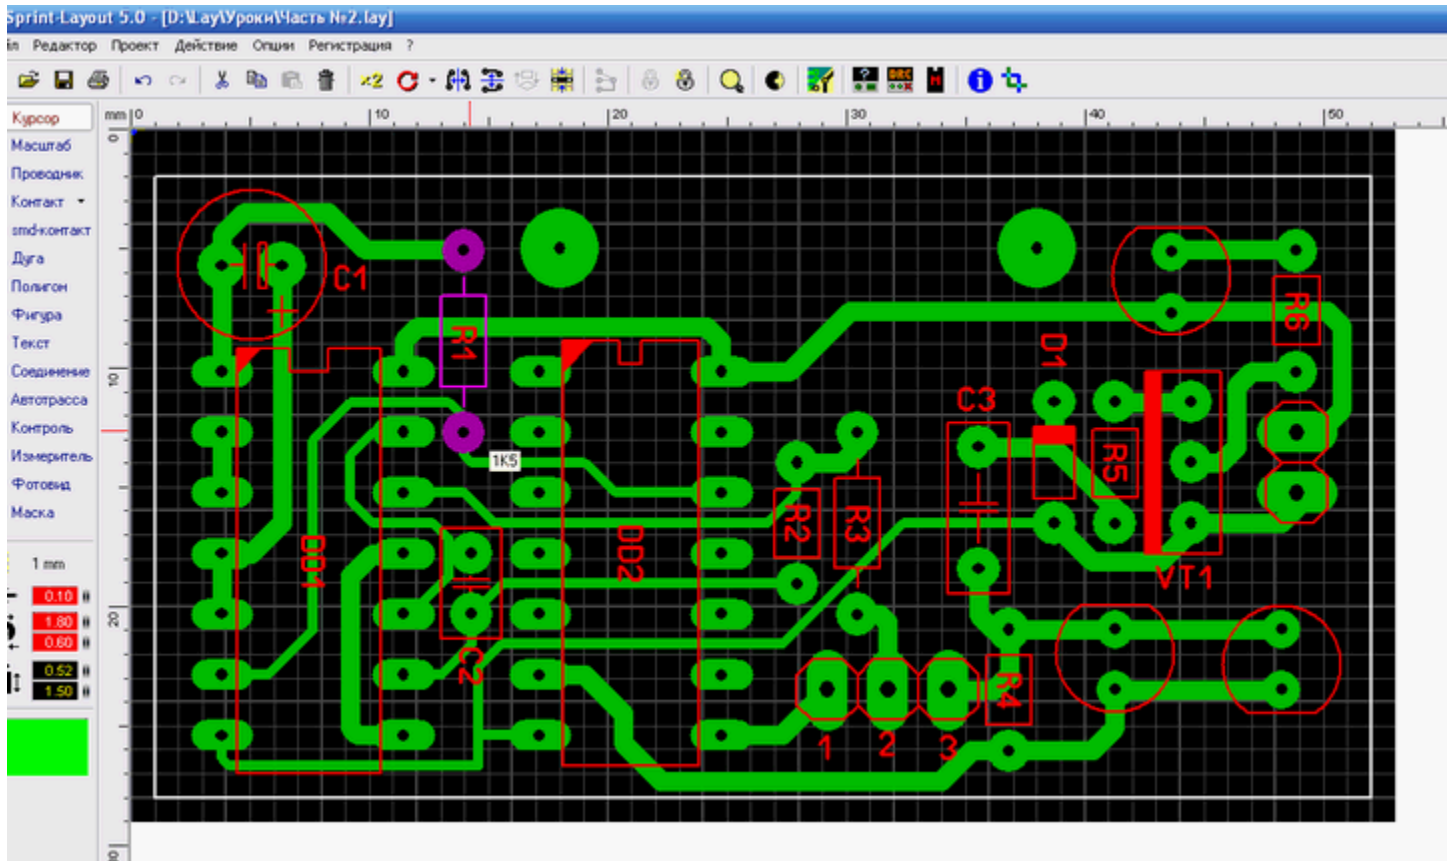 Sprint-Layout 5.0 - [D:\Lay\Уроки\Часть №2.lay]
Редактор Проект Действие Опции Регистрация ?
Курсор
Масштаб
Проводник
Контакт
smd-контакт
Дуга
Полигон
Фигура
Текст
Соединение
Автотрасса
Контроль
Измеритель
Фотовид
Маска
1 mm
0.10
1.80
0.60
0.52
1.50
mm 0 10 20 30 40 50
0
10
20
C1
R1
1K5
DD1
C2
DD2
R2
R3
C3
D1
R5
R6
VT1
R4
1 2 3